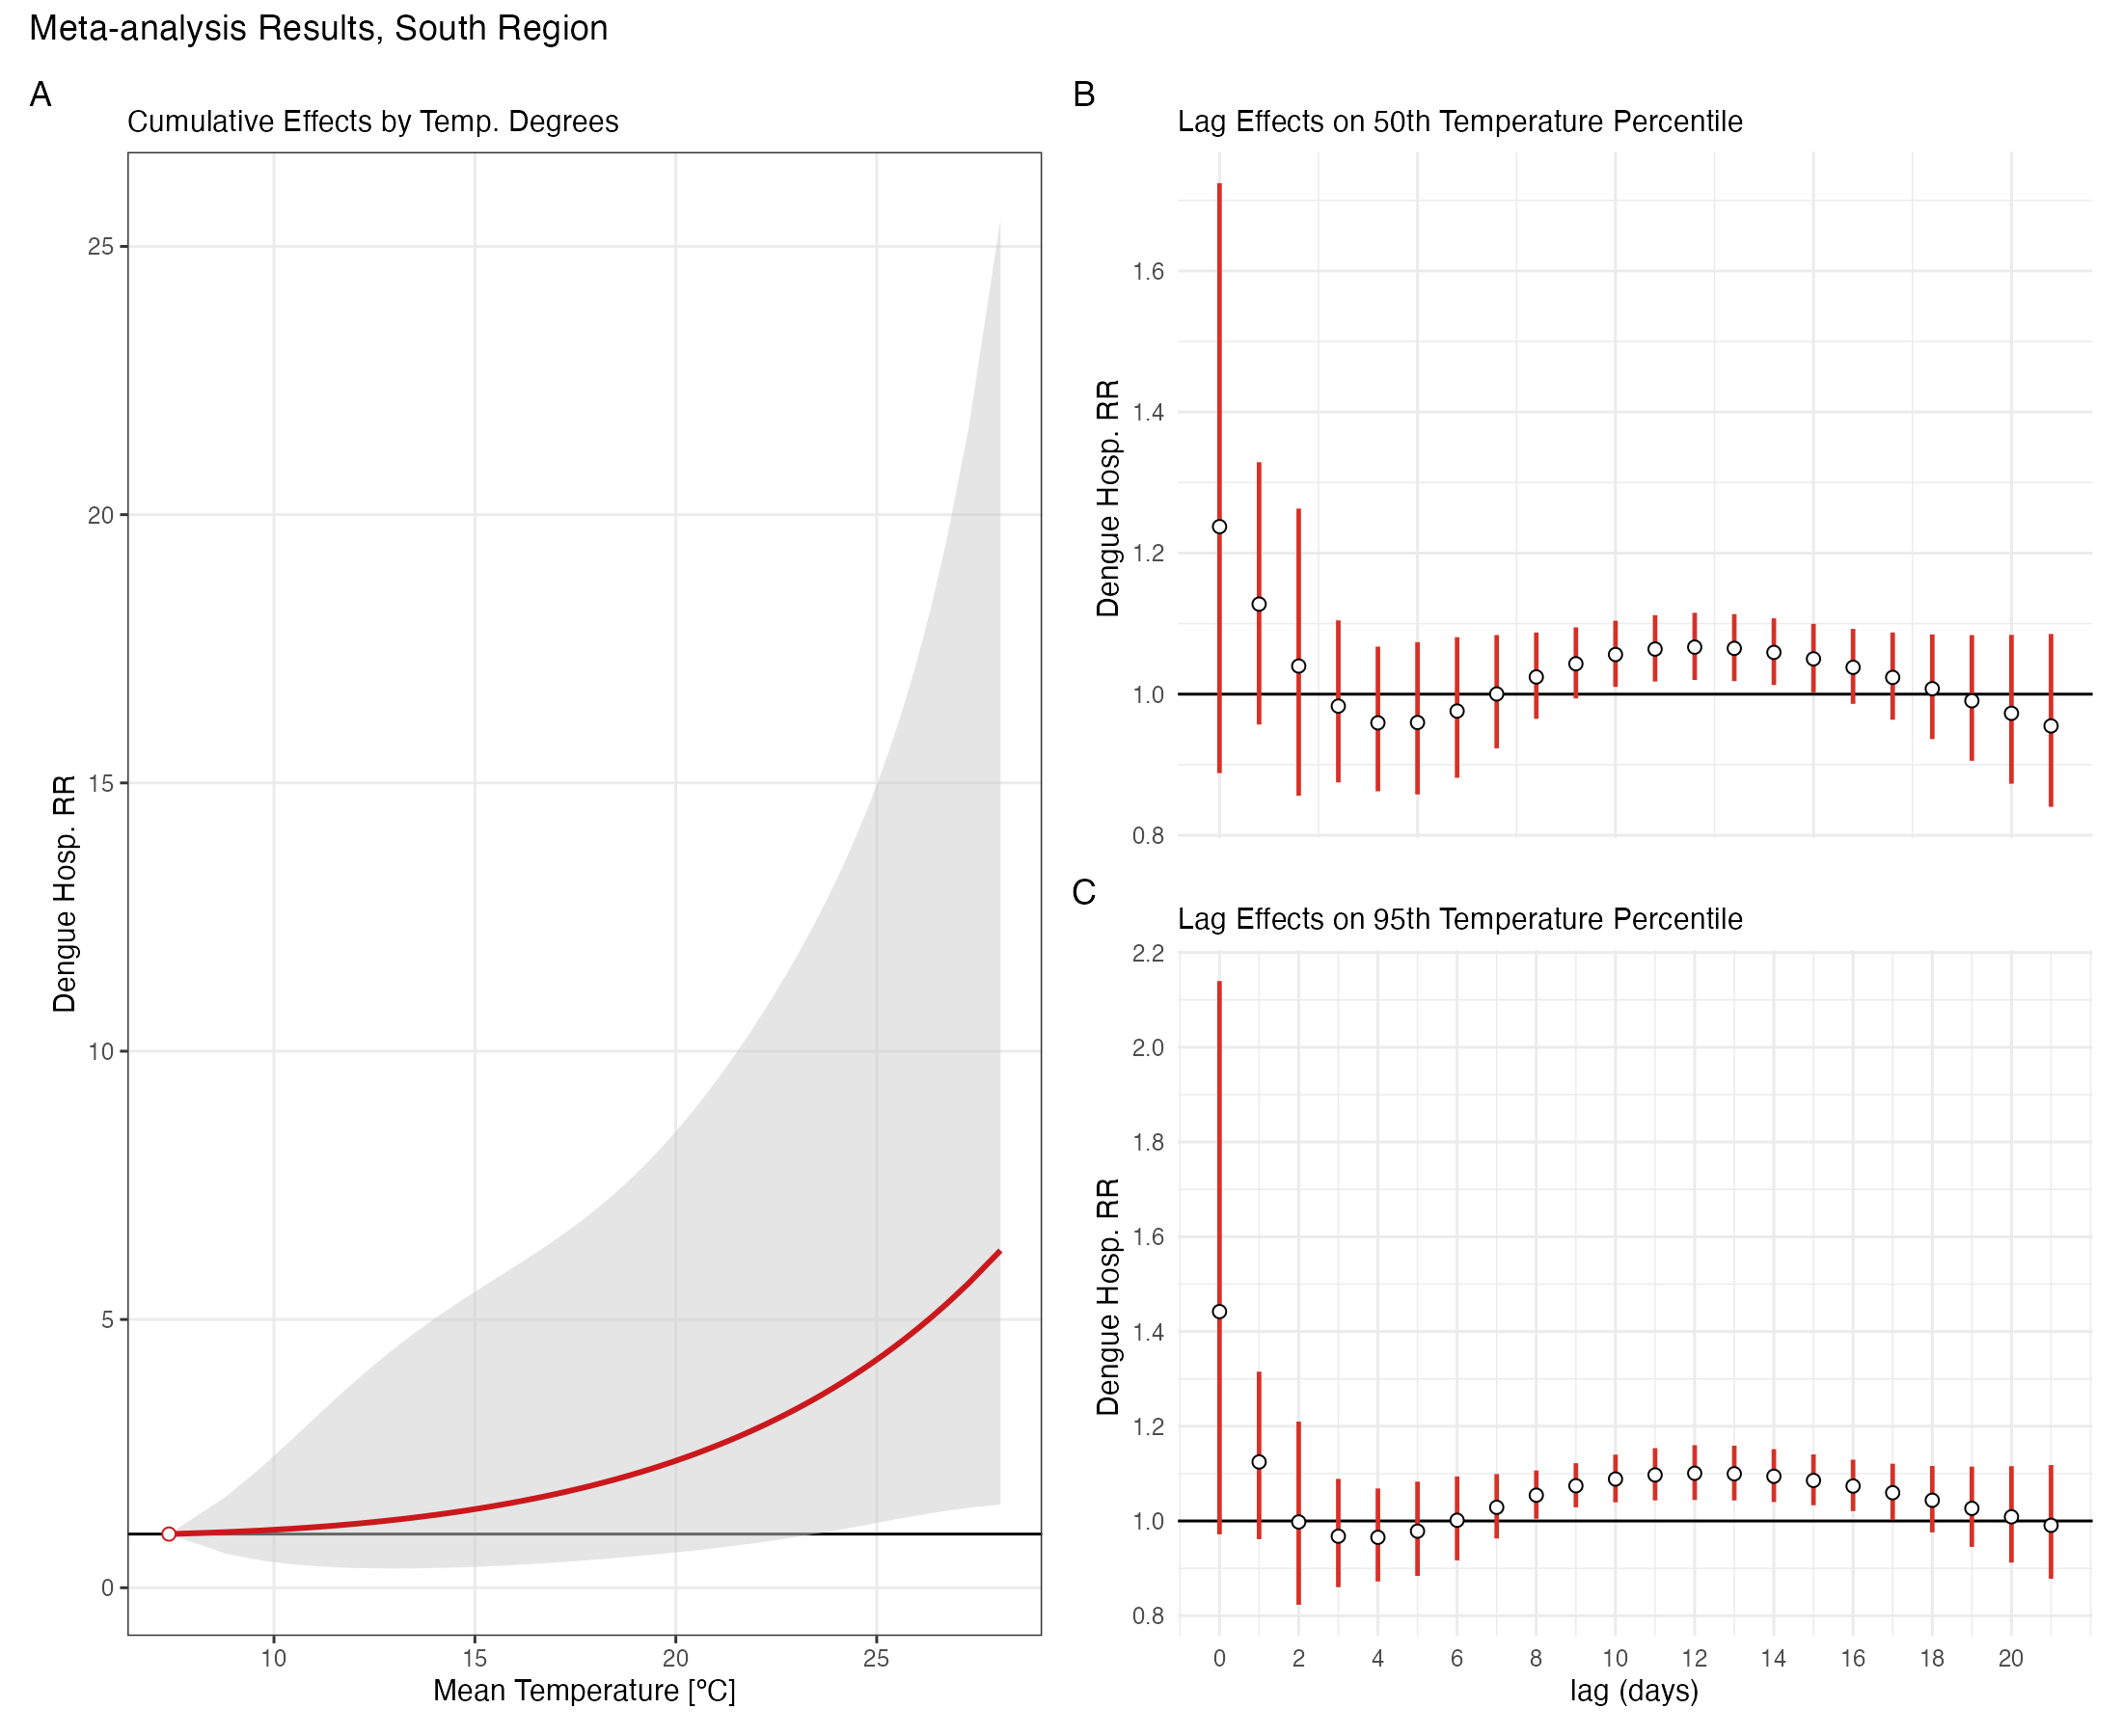 Meta-analysis Results, South Region
A
Cumulative Effects by Temp. Degrees
Dengue Hosp. RR
25
20
15
10
5
0
10 15 20 25
Mean Temperature [ºC]
B
Lag Effects on 50th Temperature Percentile
Dengue Hosp. RR
1.6
1.4
1.2
1.0
0.8
C
Lag Effects on 95th Temperature Percentile
Dengue Hosp. RR
2.2
2.0
1.8
1.6
1.4
1.2
1.0
0.8
0 2 4 6 8 10 12 14 16 18 20
lag (days)